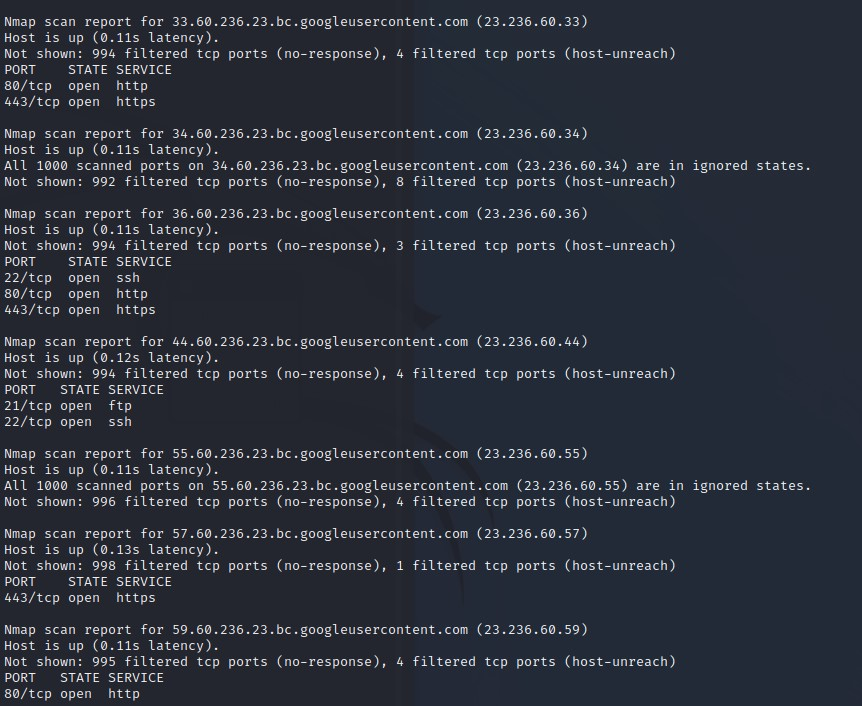 Nmap scan report for 33.60.236.23.bc.googleusercontent.com (23.236.60.33)
Host is up (0.11s latency).
Not shown: 994 filtered tcp ports (no-response), 4 filtered tcp ports (host-unreach)
PORT    STATE SERVICE
80/tcp  open  http
443/tcp open  https

Nmap scan report for 34.60.236.23.bc.googleusercontent.com (23.236.60.34)
Host is up (0.11s latency).
All 1000 scanned ports on 34.60.236.23.bc.googleusercontent.com (23.236.60.34) are in ignored states.
Not shown: 992 filtered tcp ports (no-response), 8 filtered tcp ports (host-unreach)

Nmap scan report for 36.60.236.23.bc.googleusercontent.com (23.236.60.36)
Host is up (0.11s latency).
Not shown: 994 filtered tcp ports (no-response), 3 filtered tcp ports (host-unreach)
PORT    STATE SERVICE
22/tcp  open  ssh
80/tcp  open  http
443/tcp open  https

Nmap scan report for 44.60.236.23.bc.googleusercontent.com (23.236.60.44)
Host is up (0.12s latency).
Not shown: 994 filtered tcp ports (no-response), 4 filtered tcp ports (host-unreach)
PORT   STATE SERVICE
21/tcp open  ftp
22/tcp open  ssh

Nmap scan report for 55.60.236.23.bc.googleusercontent.com (23.236.60.55)
Host is up (0.11s latency).
All 1000 scanned ports on 55.60.236.23.bc.googleusercontent.com (23.236.60.55) are in ignored states.
Not shown: 996 filtered tcp ports (no-response), 4 filtered tcp ports (host-unreach)

Nmap scan report for 57.60.236.23.bc.googleusercontent.com (23.236.60.57)
Host is up (0.13s latency).
Not shown: 998 filtered tcp ports (no-response), 1 filtered tcp ports (host-unreach)
PORT    STATE SERVICE
443/tcp open  https

Nmap scan report for 59.60.236.23.bc.googleusercontent.com (23.236.60.59)
Host is up (0.11s latency).
Not shown: 995 filtered tcp ports (no-response), 4 filtered tcp ports (host-unreach)
PORT   STATE SERVICE
80/tcp open  http